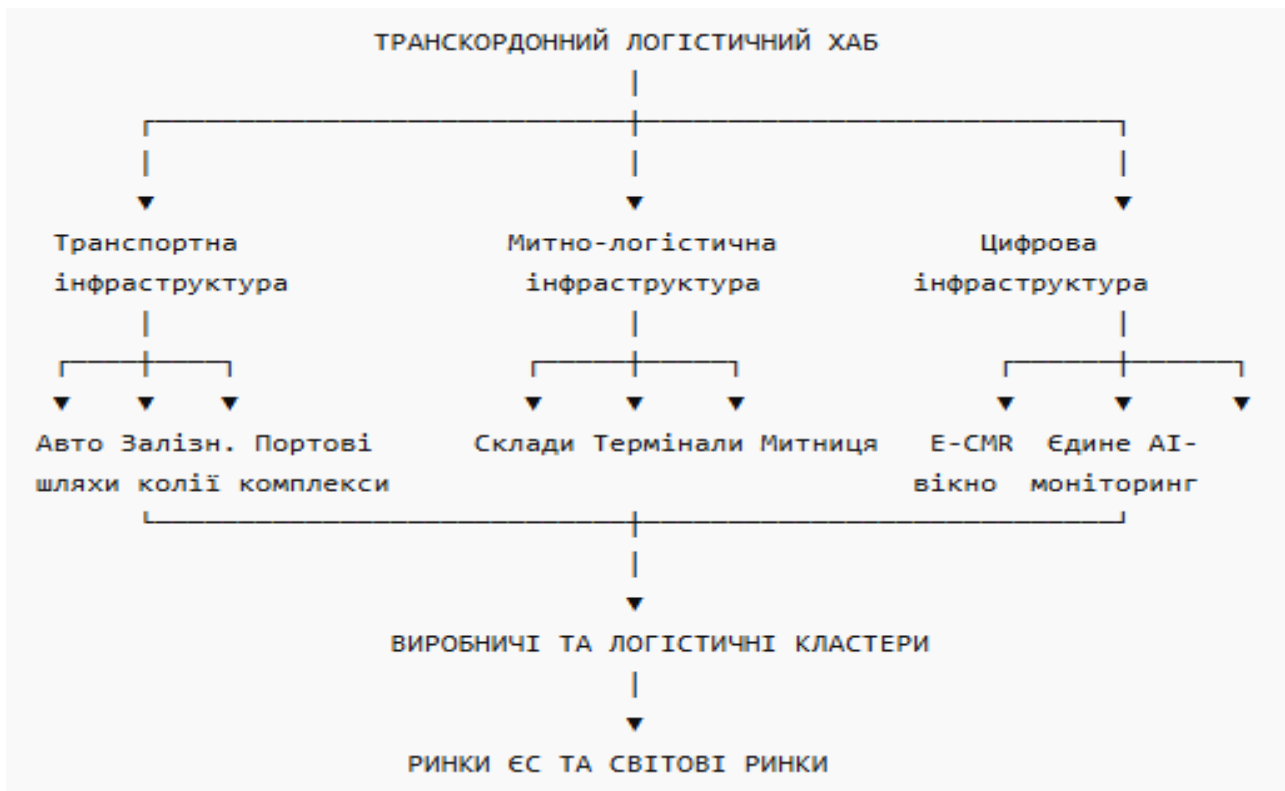 ТРАНСКОРДОННИЙ ЛОГІСТИЧНИЙ ХАБ
Транспортна Митно-логістична Цифрова
інфраструктура інфраструктура інфраструктура
Авто Залізн. Портові Склади Термінали Митниця E-CMR Єдине AI-
шляхи колії комплекси вікно моніторинг
ВИРОБНИЧІ ТА ЛОГІСТИЧНІ КЛАСТЕРИ
РИНКИ ЄС ТА СВІТОВІ РИНКИ